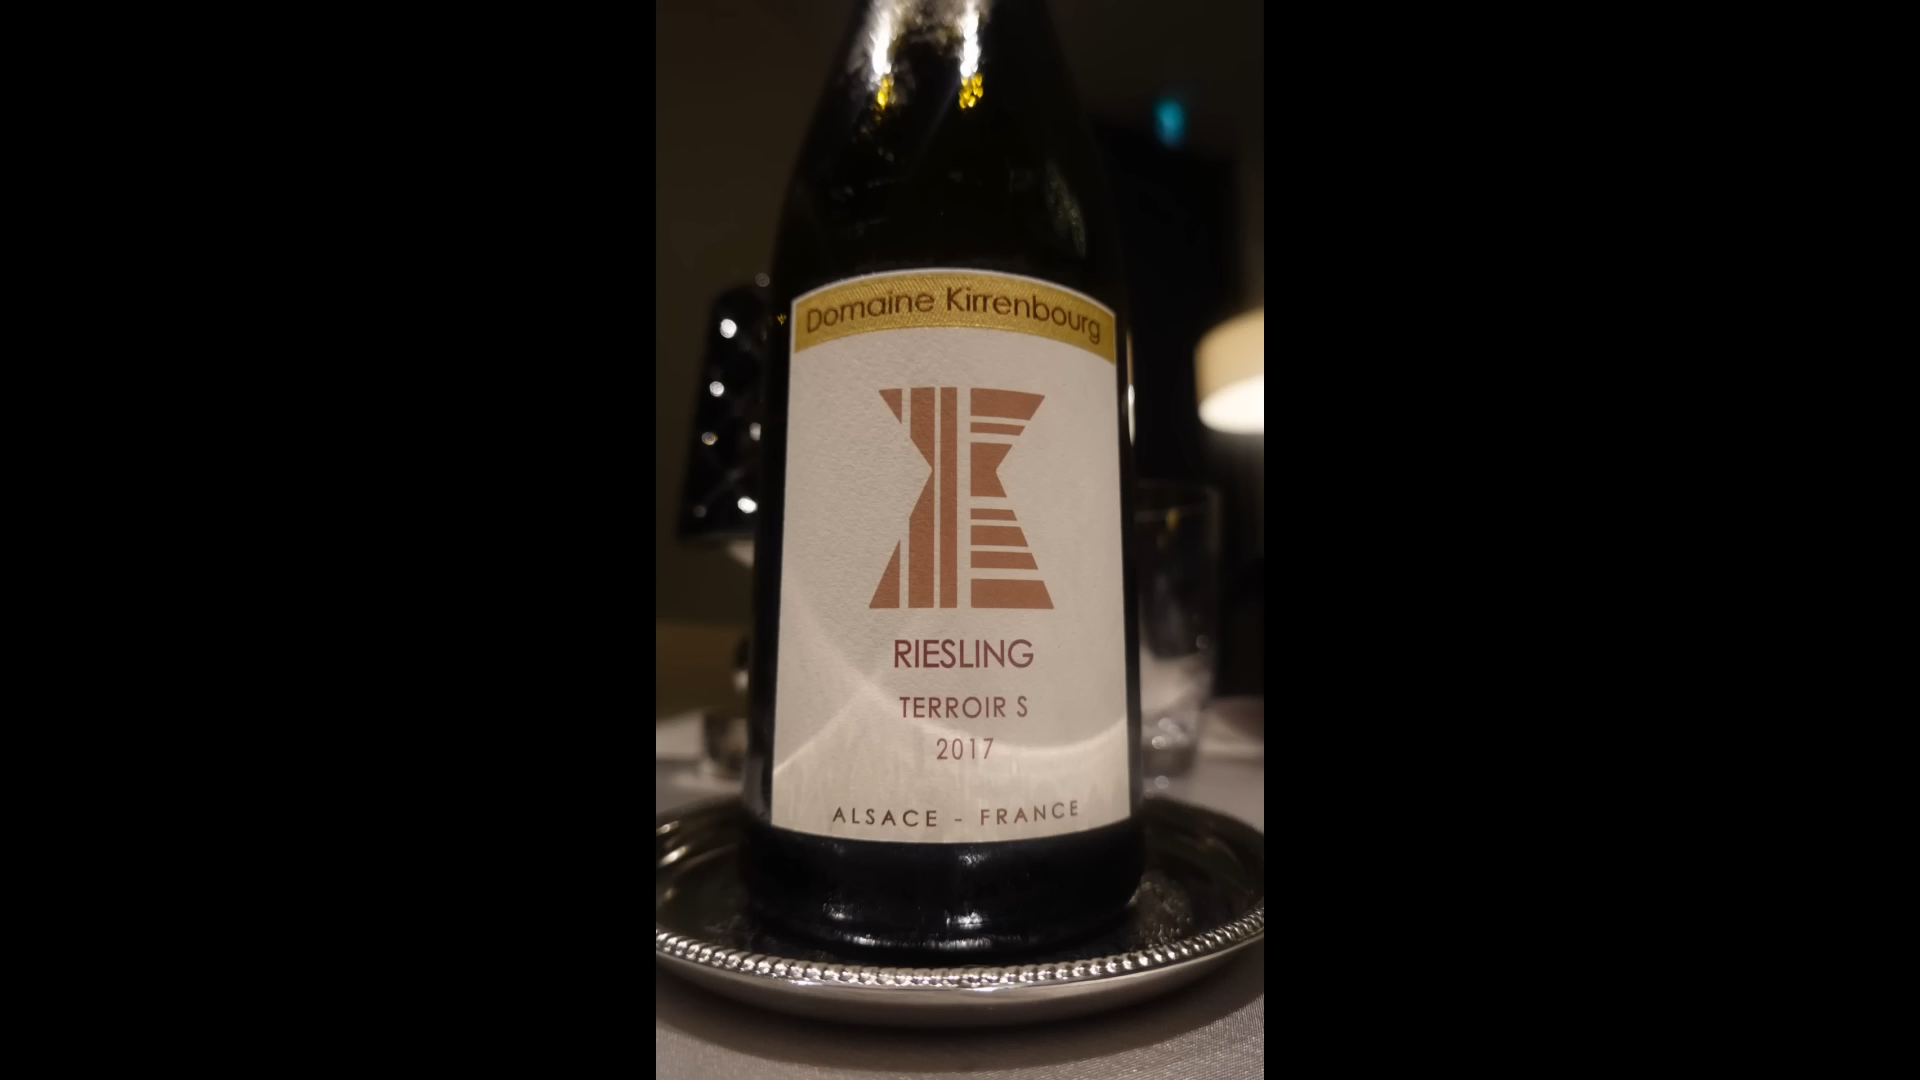 Domaine Kirrenbourg
RIESLING
TERROIR S
2017
ALSACE - FRANCE